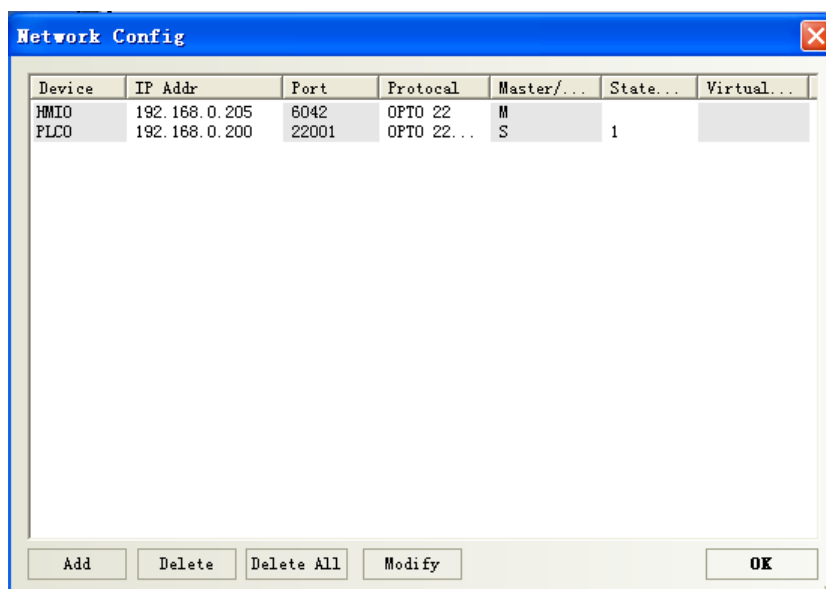 Network Config
Device IP Addr Port Protocal Master/... State... Virtual...
HMI0 192.168.0.205 6042 OPTO 22 M
PLC0 192.168.0.200 22001 OPTO 22... S 1
Add Delete Delete All Modify OK